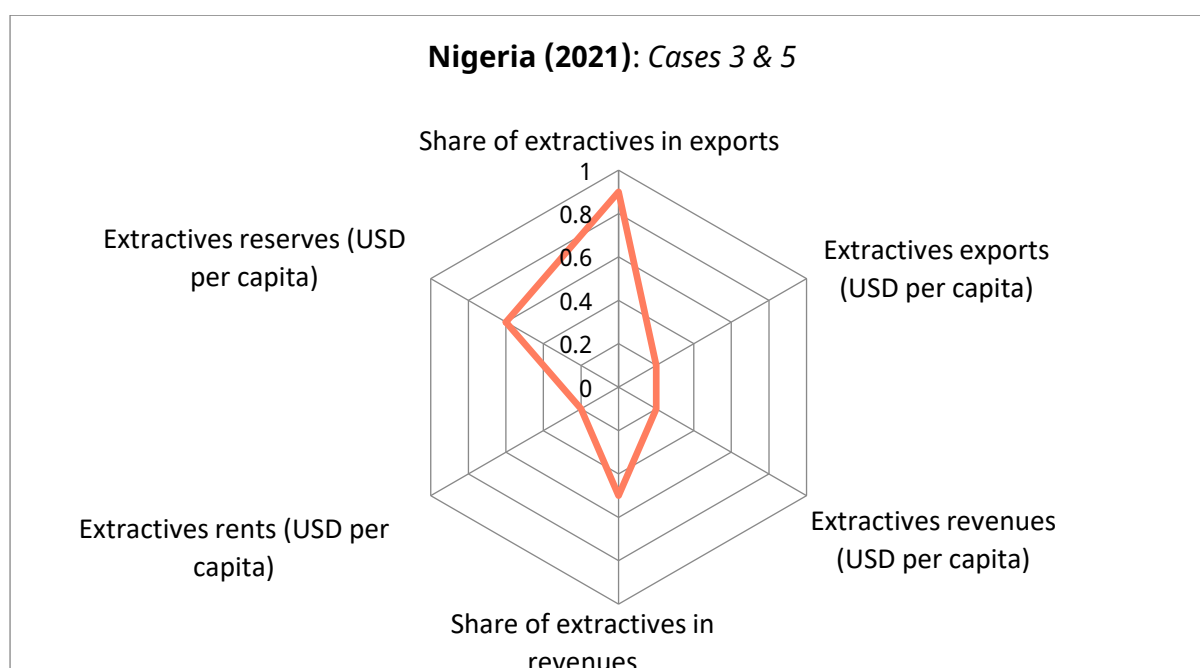 Nigeria (2021): Cases 3 & 5
Share of extractives in exports
1
0.8
0.6
0.4
0.2
0
Extractives exports
(USD per capita)
Extractives revenues
(USD per capita)
Share of extractives in
revenues
Extractives rents (USD per
capita)
Extractives reserves (USD
per capita)